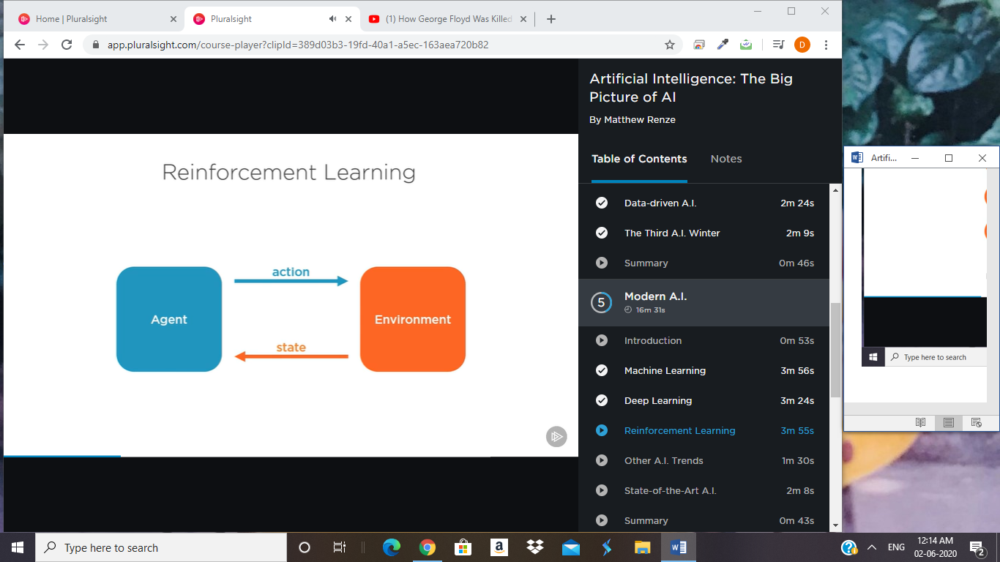 Home | Pluralsight
Pluralsight
(1) How George Floyd Was Killed
app.pluralsight.com/course-player?clipId=389d03b3-19fd-40a1-a5ec-163aea720b82
D
Reinforcement Learning
action
Agent
Environment
state
Artificial Intelligence: The Big
Picture of AI
By Matthew Renze
Table of Contents Notes
Data-driven A.I. 2m 24s
The Third A.I. Winter 2m 9s
Summary 0m 46s
5 Modern A.I.
16m 31s
Introduction 0m 53s
Machine Learning 3m 56s
Deep Learning 3m 24s
Reinforcement Learning 3m 55s
Other A.I. Trends 1m 30s
State-of-the-Art A.I. 2m 8s
Summary 0m 43s
Artifi...
Type here to search
Type here to search
ENG
12:14 AM
02-06-2020
2